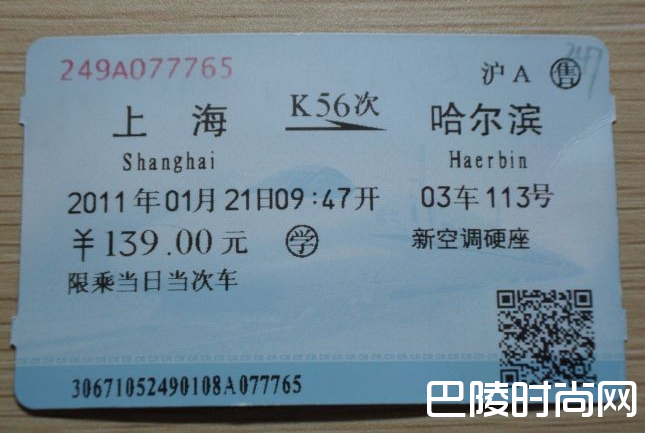 249A077765
沪A 售
上海 K56次 哈尔滨
Shanghai Haerbin
2011年01月21日09:47开 03车113号
￥139.00元 学 新空调硬座
限乘当日当次车
30671052490108A077765
巴陵时尚网